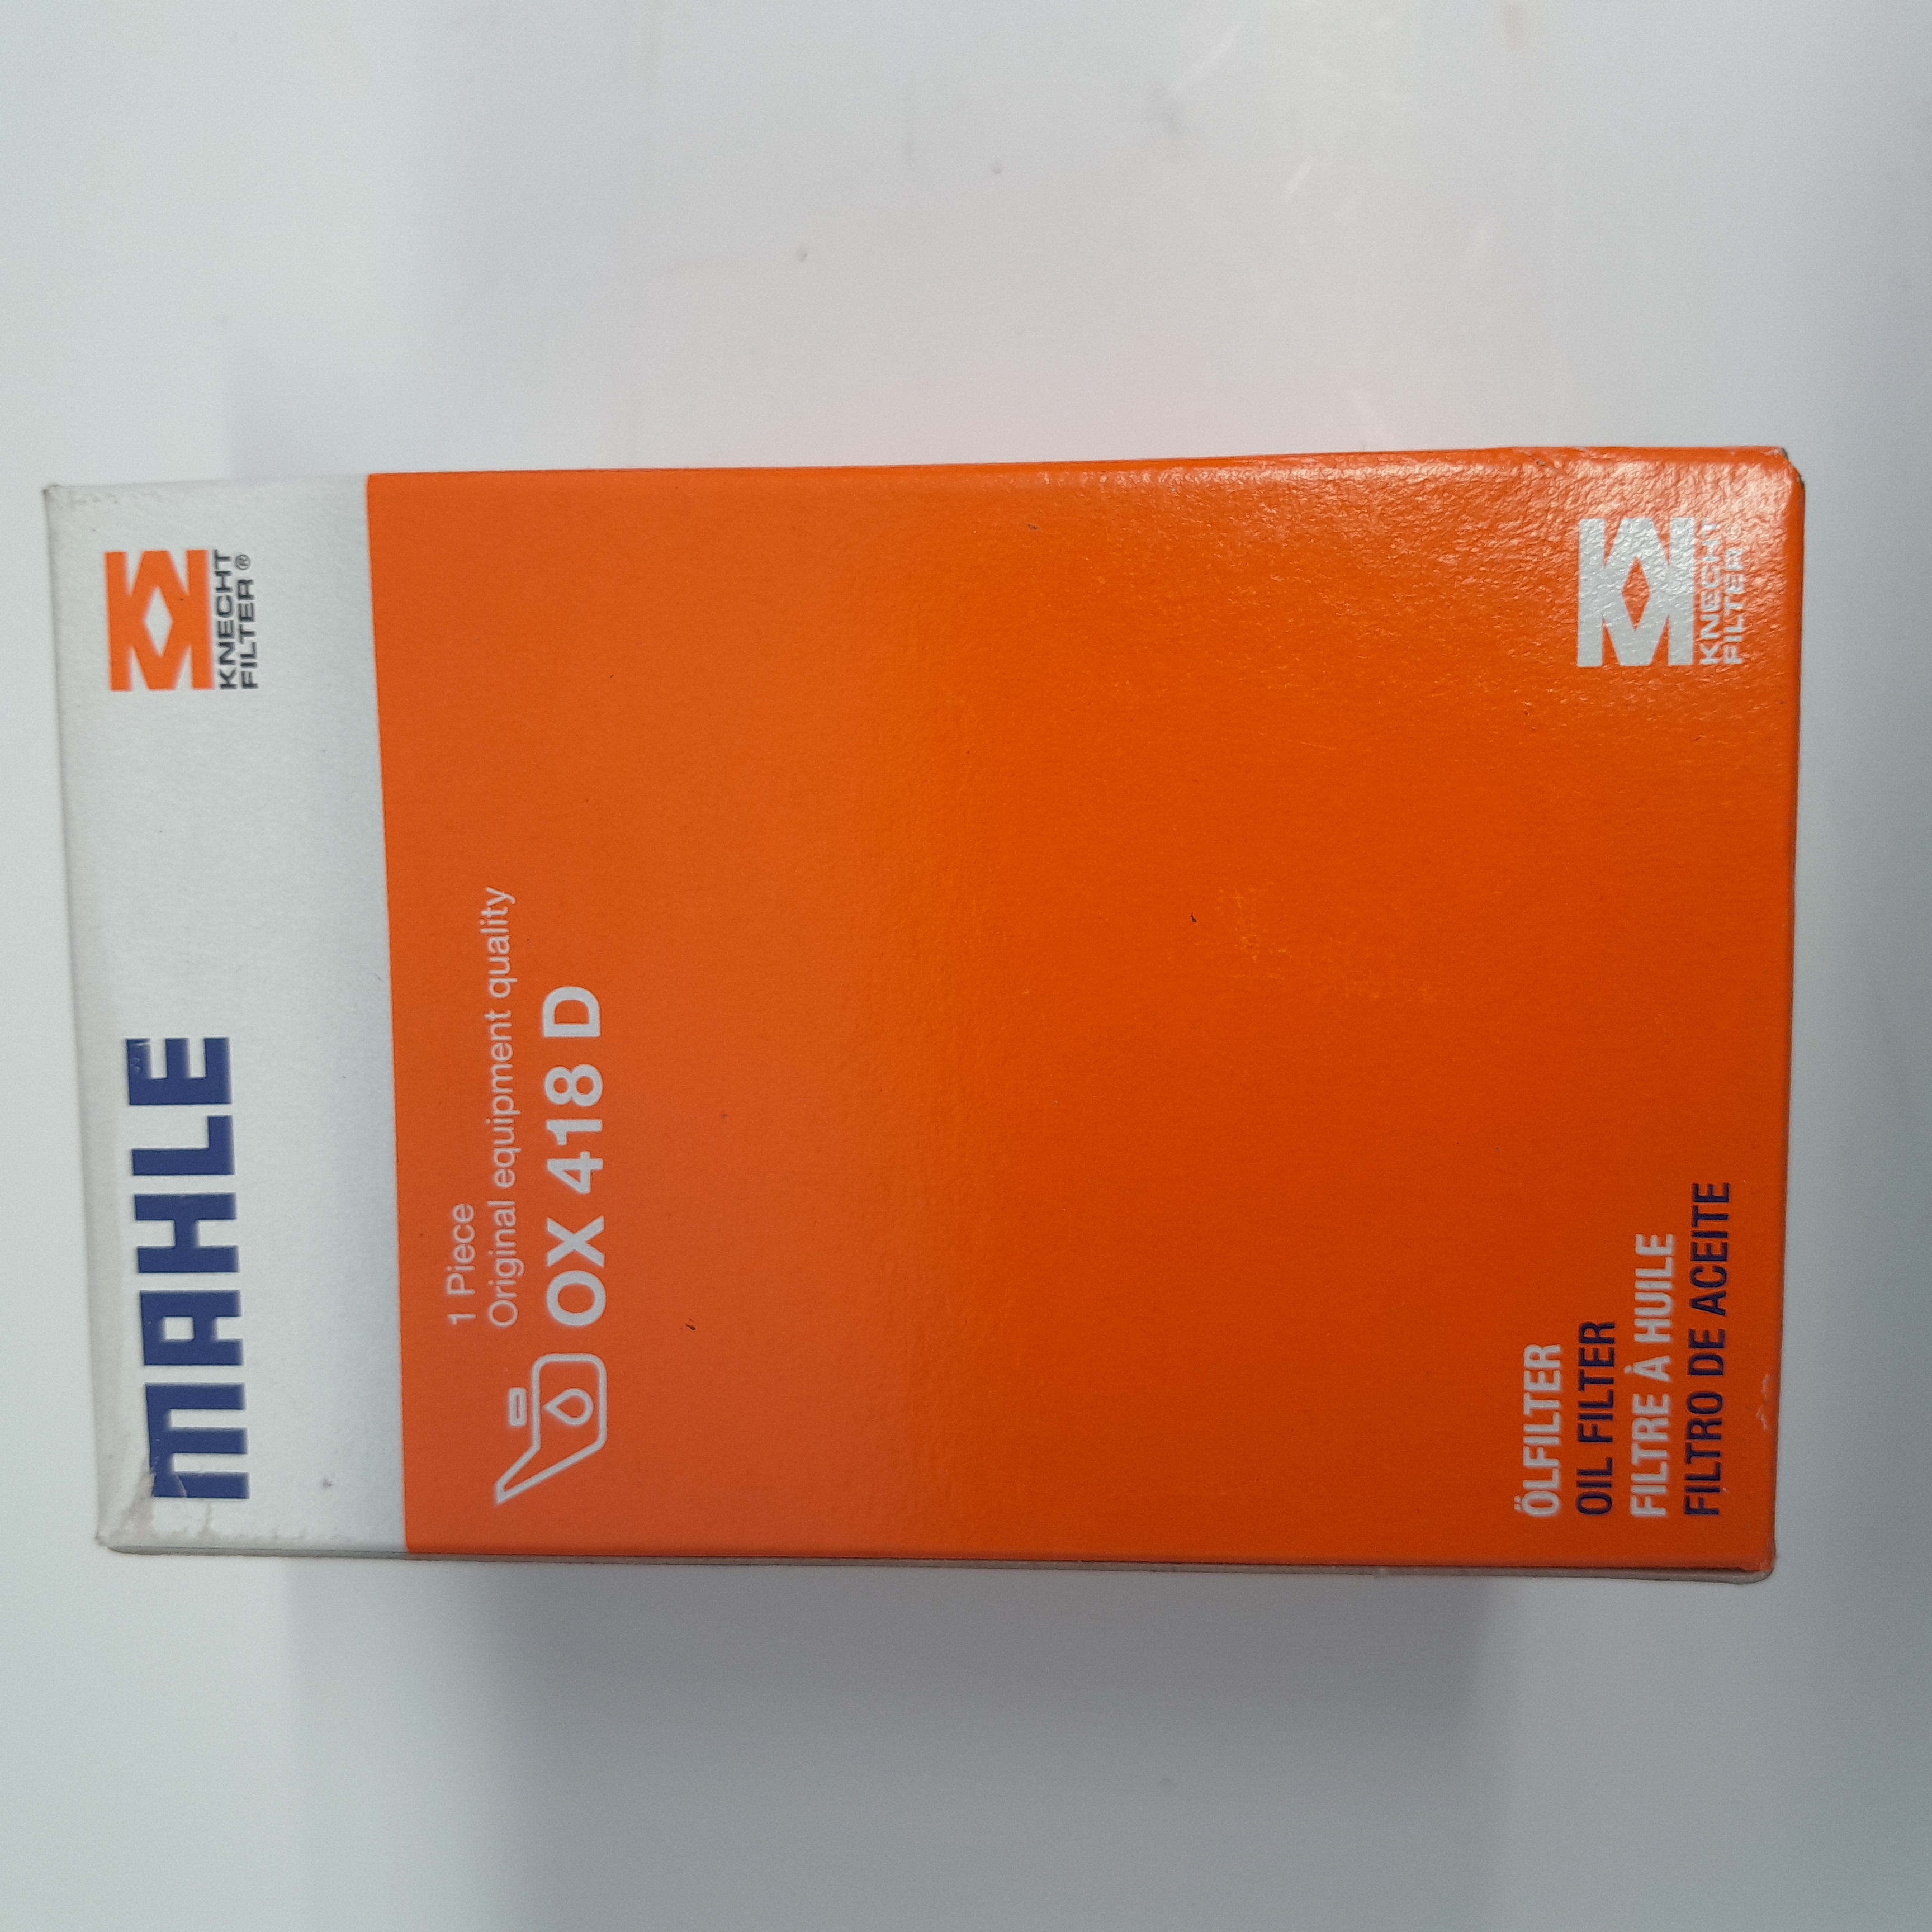 MAHLE
KNECHT
FILTER®
1 Piece
Original equipment quality
OX 418 D
ÖLFILTER
OIL FILTER
FILTRE À HUILE
FILTRO DE ACEITE
KNECHT
FILTER